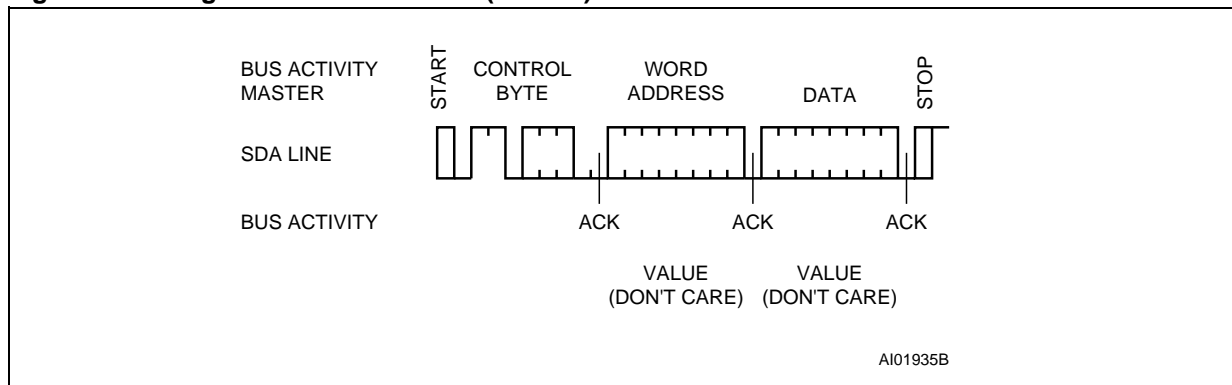 BUS ACTIVITY
MASTER
START
CONTROL
BYTE
WORD
ADDRESS
DATA
STOP
SDA LINE
BUS ACTIVITY
ACK
ACK
ACK
VALUE
(DON'T CARE)
VALUE
(DON'T CARE)
AI01935B